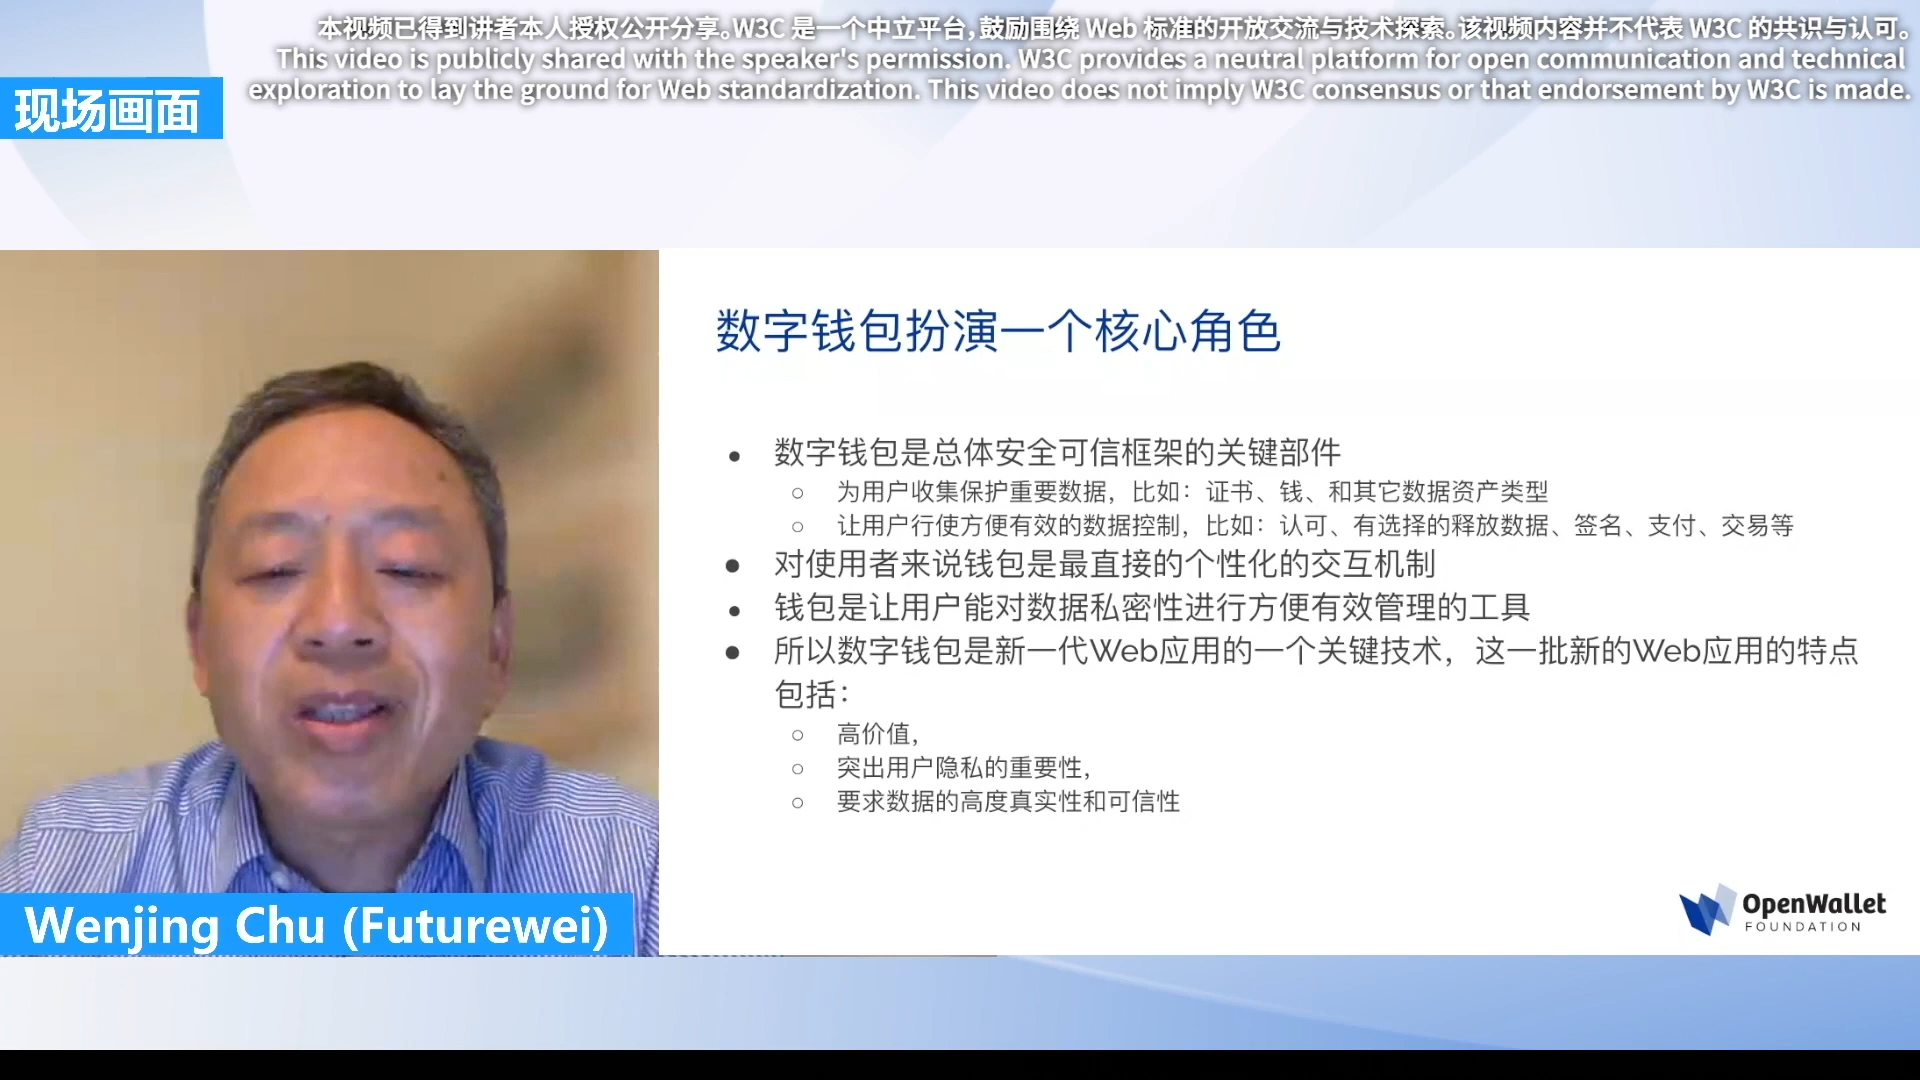 本视频已得到讲者本人授权公开分享。W3C 是一个中立平台，鼓励围绕 Web 标准的开放交流与技术探索。该视频内容并不代表 W3C 的共识与认可。
This video is publicly shared with the speaker's permission. W3C provides a neutral platform for open communication and technical
exploration to lay the ground for Web standardization. This video does not imply W3C consensus or that endorsement by W3C is made.
现场画面
数字钱包扮演一个核心角色
● 数字钱包是总体安全可信框架的关键部件
○ 为用户收集保护重要数据，比如：证书、钱、和其它数据资产类型
○ 让用户行使方便有效的数据控制，比如：认可、有选择的释放数据、签名、支付、交易等
● 对使用者来说钱包是最直接的个性化的交互机制
● 钱包是让用户能对数据私密性进行方便有效管理的工具
● 所以数字钱包是新一代Web应用的一个关键技术，这一批新的Web应用的特点
包括：
○ 高价值，
○ 突出用户隐私的重要性，
○ 要求数据的高度真实性和可信性
Wenjing Chu (Futurewei)
OpenWallet
FOUNDATION